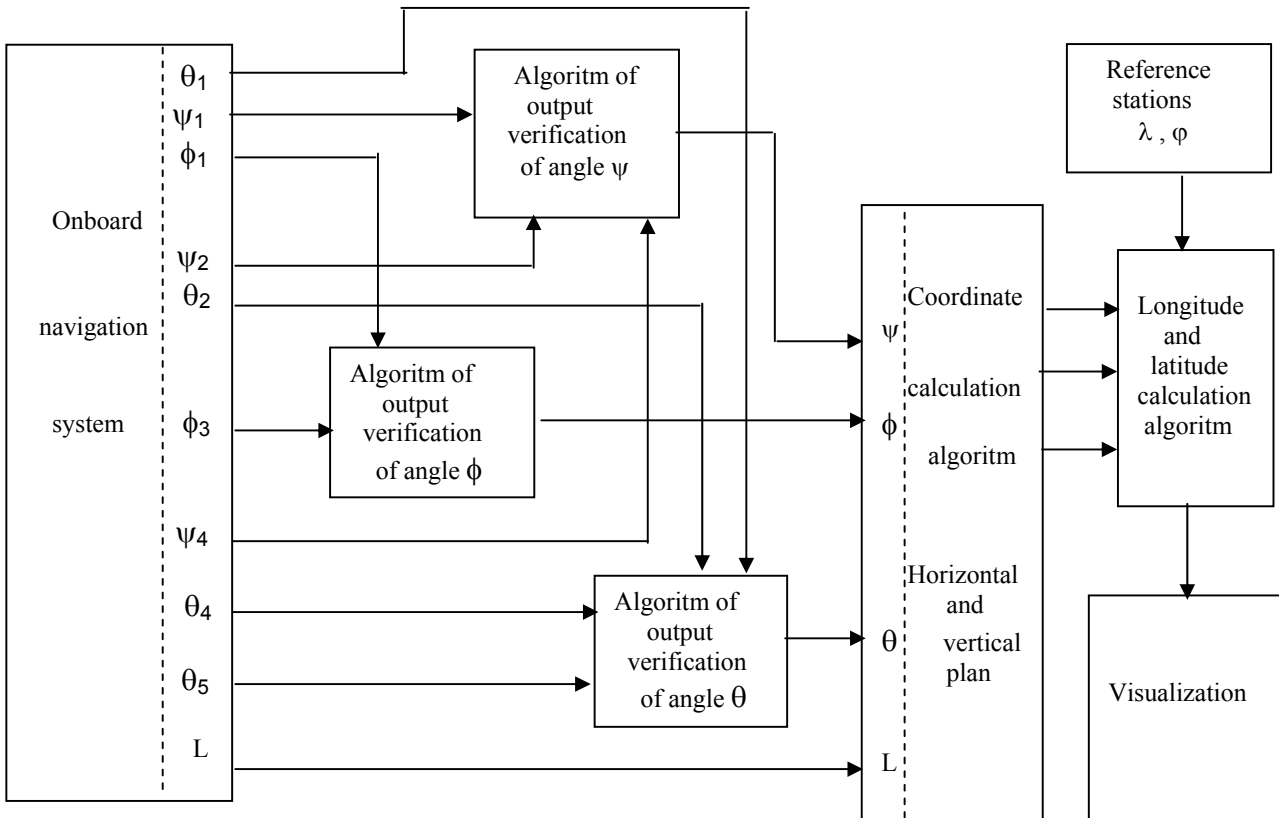 Onboard
navigation
system
θ1
ψ1
ϕ1
ψ2
θ2
ϕ3
ψ4
θ4
θ5
L
Algoritm of
output
verification
of angle ψ
Algoritm of
output
verification
of angle ϕ
Algoritm of
output
verification
of angle θ
ψ
ϕ
θ
L
Coordinate
calculation
algoritm
Horizontal
and
vertical
plan
Reference
stations
λ , φ
Longitude
and
latitude
calculation
algoritm
Visualization